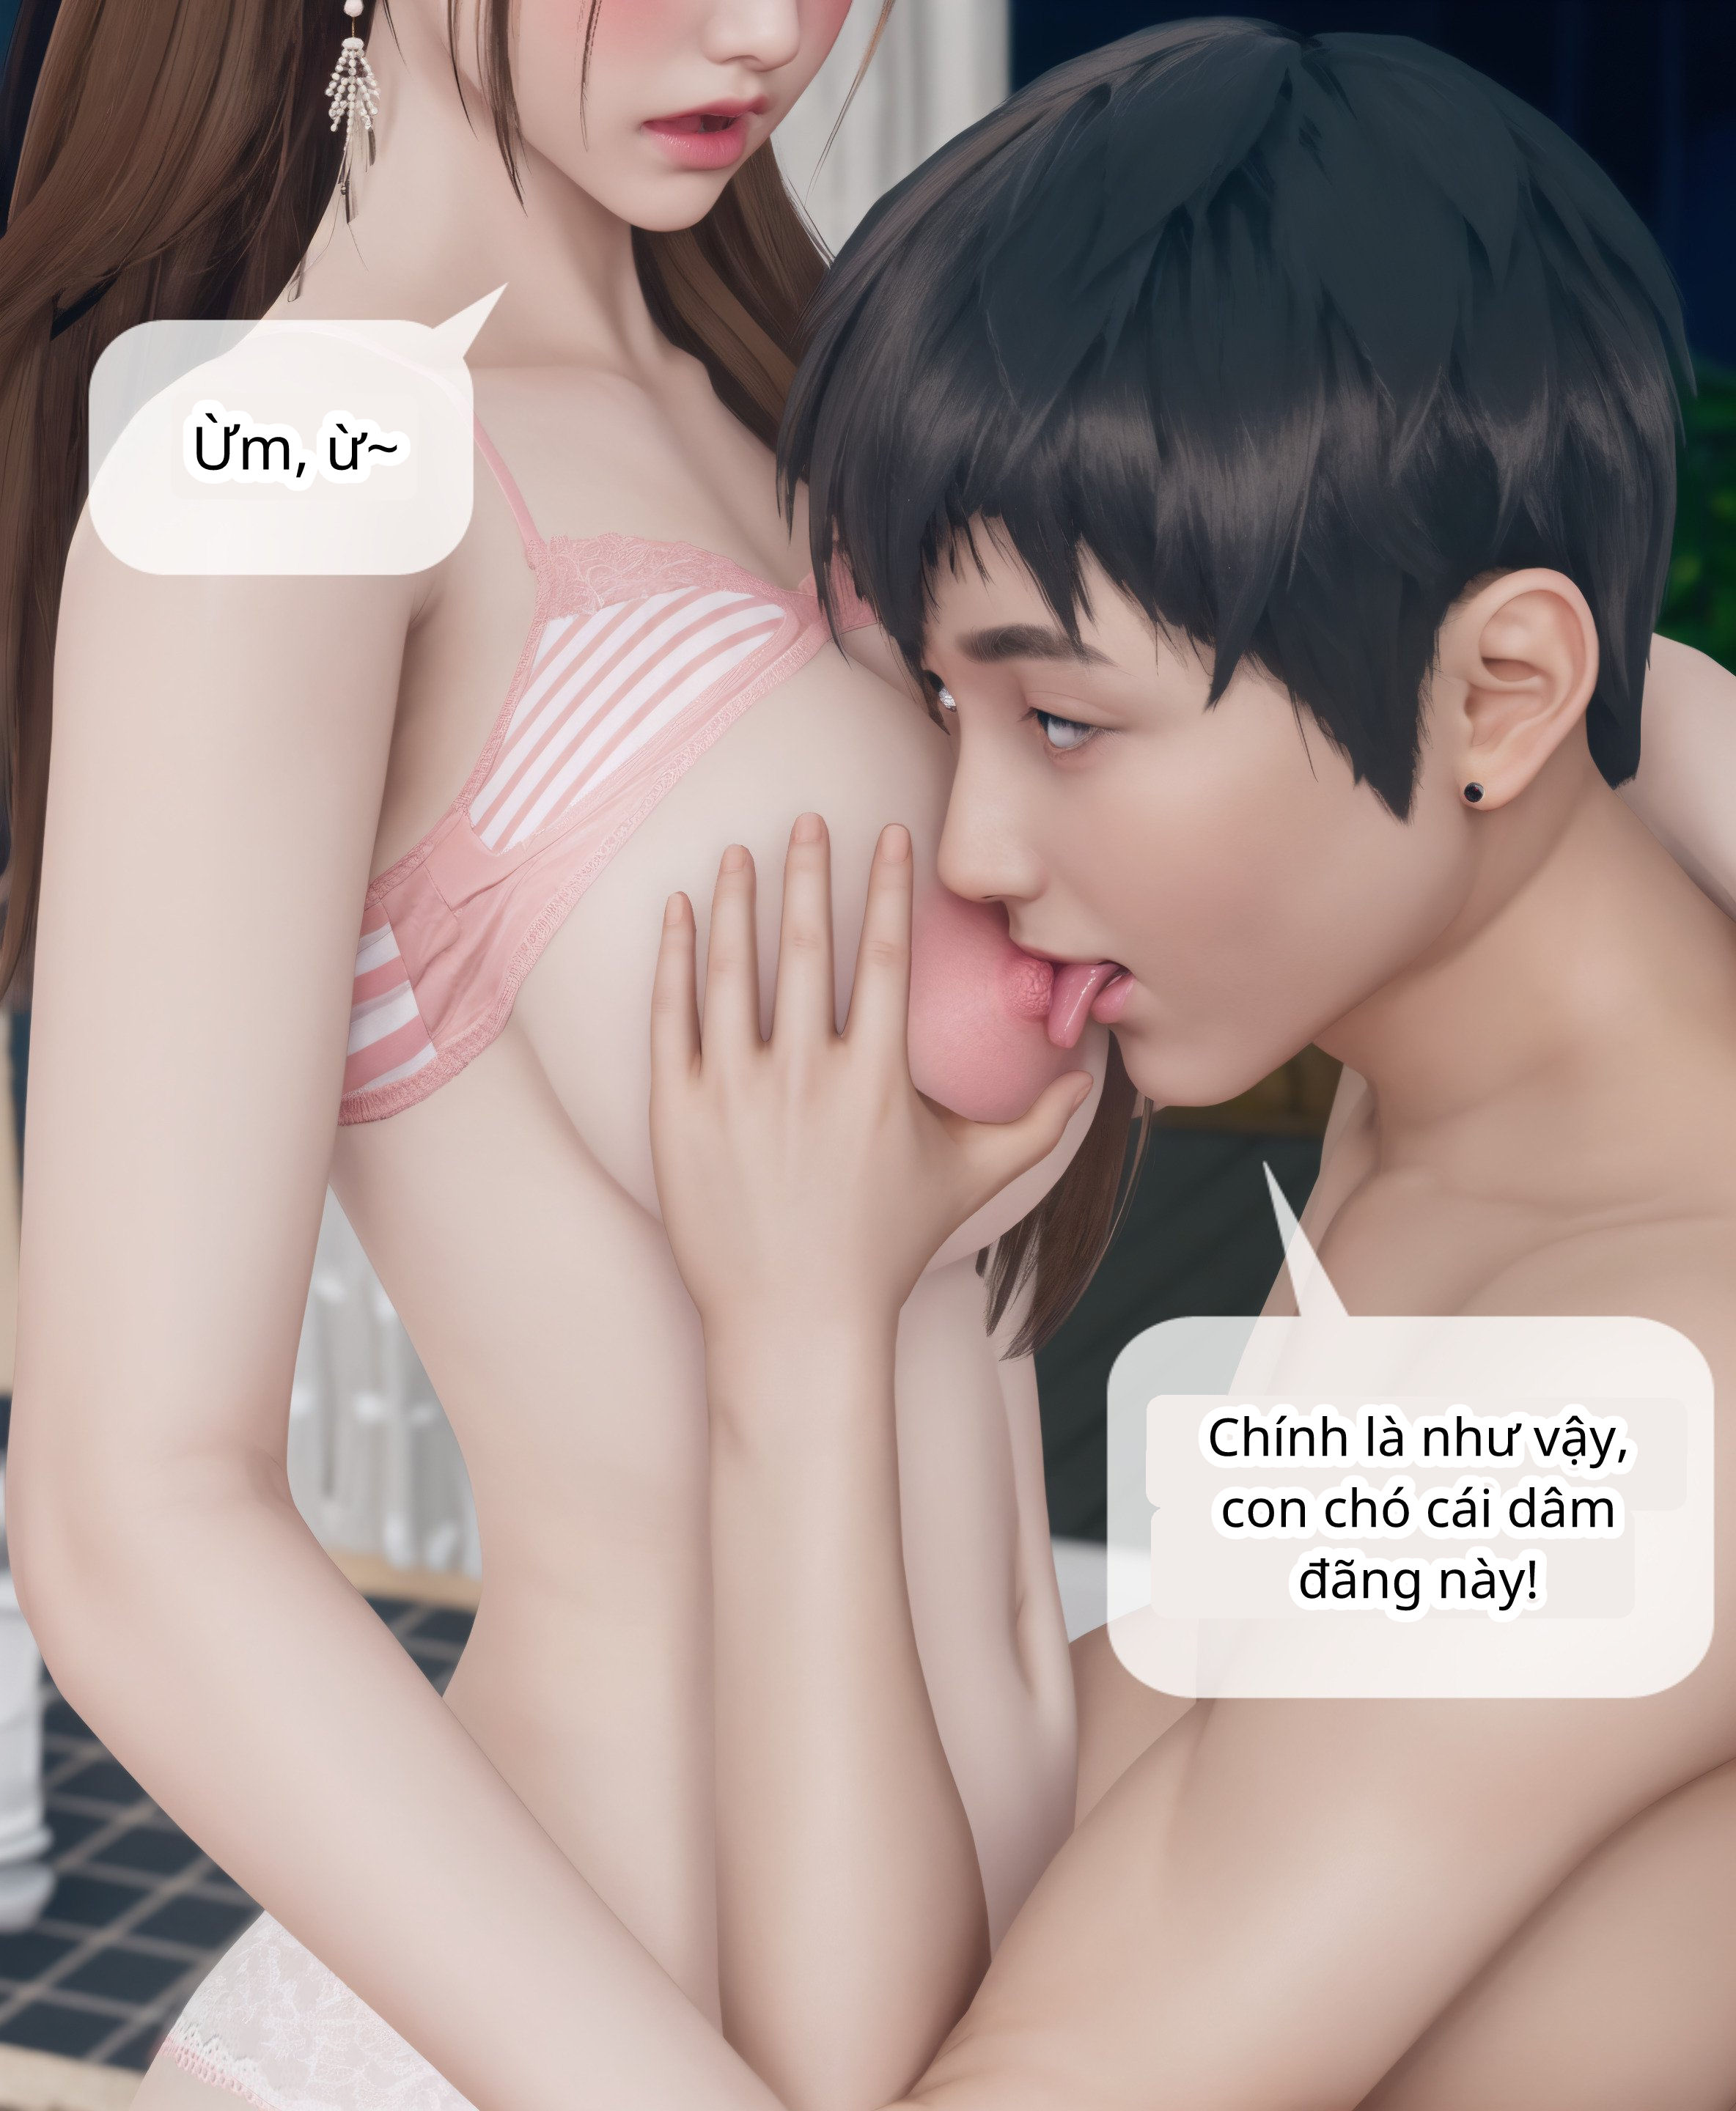 Ừm, ừ~
Chính là như vậy,
con chó cái dâm
đãng này!